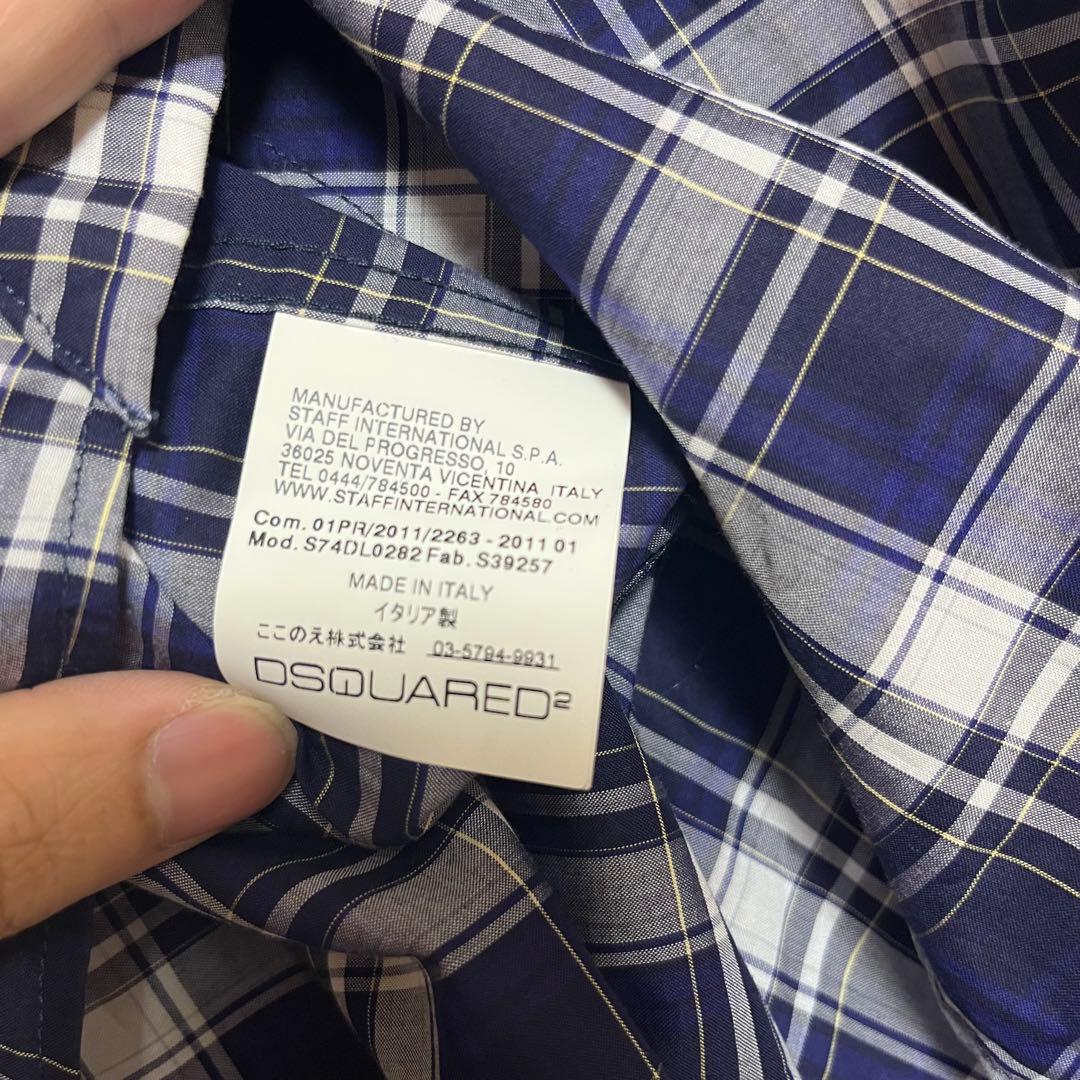 MANUFACTURED BY
STAFF INTERNATIONAL S.P.A.
VIA DEL PROGRESSO, 10
36025 NOVENTA VICENTINA, ITALY
TEL 0444/784500 - FAX 784580
WWW.STAFFINTERNATIONAL.COM
Com. 01PR/2011/2263 - 2011 01
Mod. S74DL0282 Fab. S39257
MADE IN ITALY
イタリア製
ここのえ株式会社 03-5794-9931
DSQUARED2